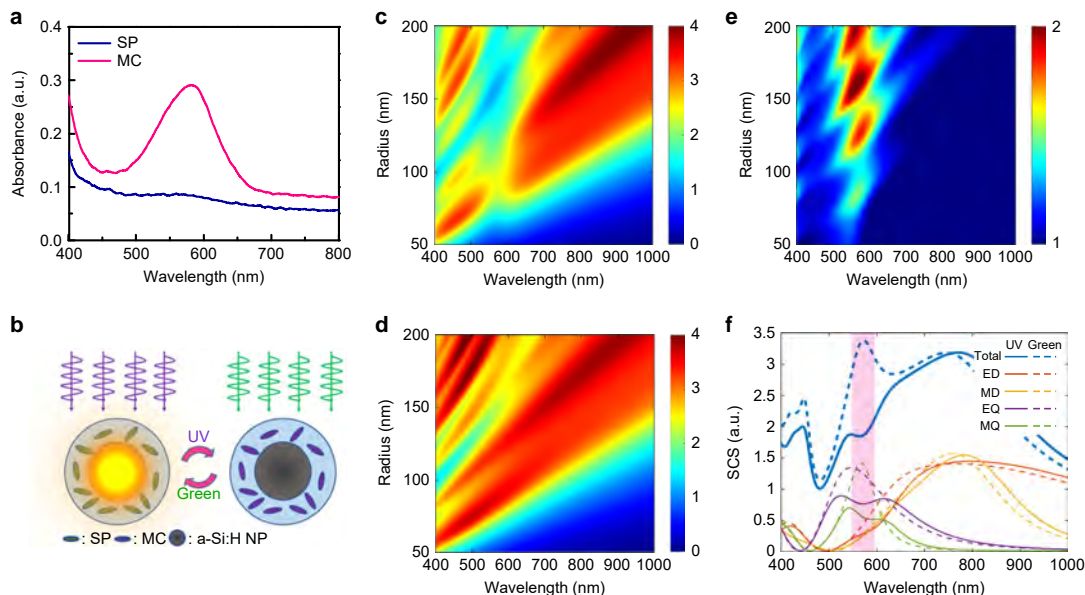 a
0.4
0.3
0.2
0.1
0.0
Absorbance (a.u.)
SP
MC
400
500
600
700
800
Wavelength (nm)
b
UV
Green
: SP
: MC
: a-Si:H NP
c
200
150
100
50
Radius (nm)
400 500 600 700 800 900 1000
Wavelength (nm)
4
3
2
1
0
d
200
150
100
50
Radius (nm)
400 500 600 700 800 900 1000
Wavelength (nm)
4
3
2
1
0
e
200
150
100
50
Radius (nm)
400 500 600 700 800 900 1000
Wavelength (nm)
2
1
f
3.5
3
2.5
2
1.5
1
0.5
0
SCS (a.u.)
UV Green
Total
ED
MD
EQ
MQ
400 500 600 700 800 900 1000
Wavelength (nm)